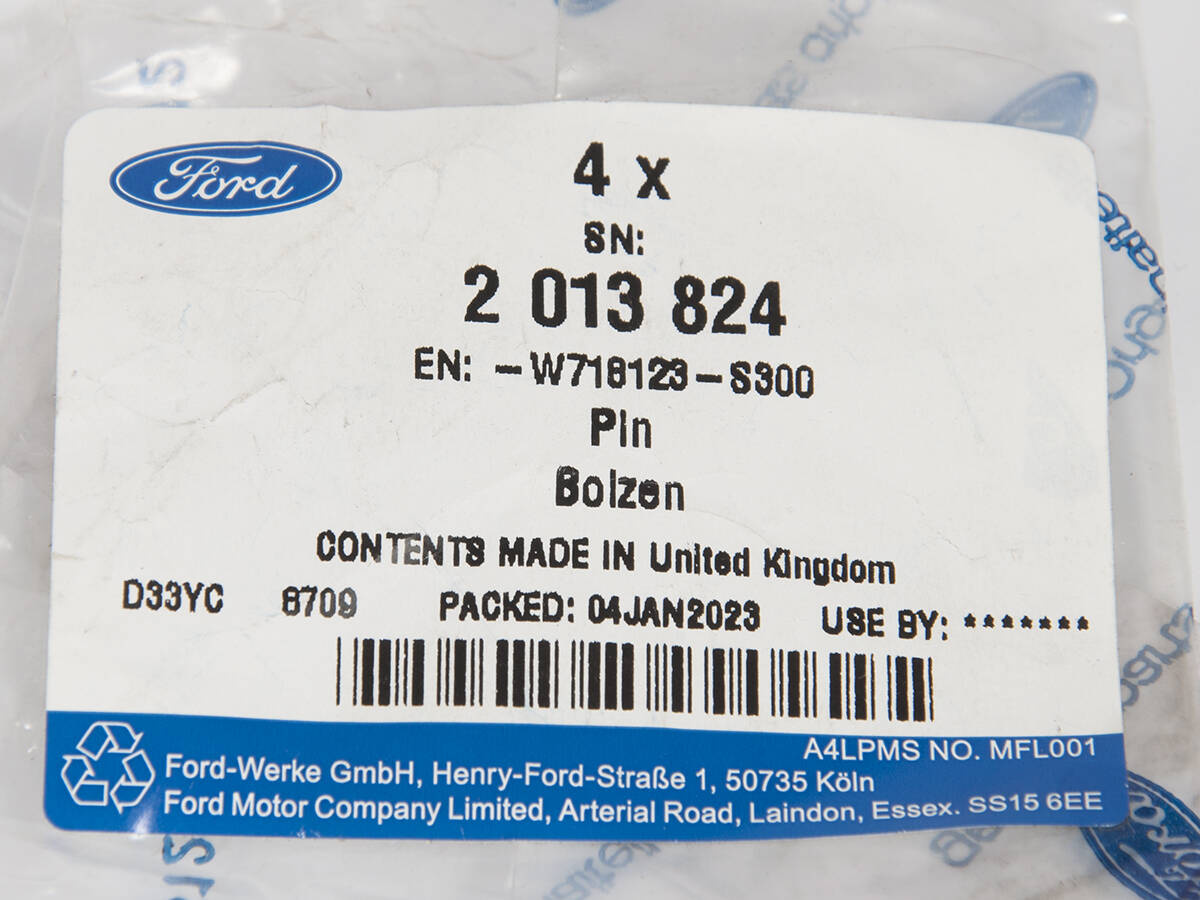 Ford
4 x
SN:
2 013 824
EN: -W718123-S300
Pin
Bolzen
CONTENTS MADE IN United Kingdom
D33YC 8709 PACKED: 04JAN2023 USE BY: *******
A4LPMS NO. MFL001
Ford-Werke GmbH, Henry-Ford-Straße 1, 50735 Köln
Ford Motor Company Limited, Arterial Road, Laindon, Essex. SS15 6EE
Ford